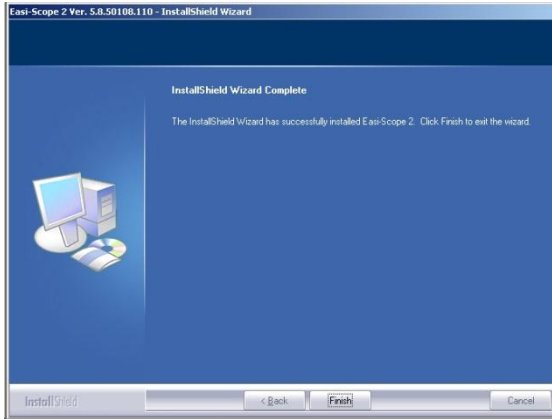 Easi-Scope 2 Ver. 5.8.50108.110 - InstallShield Wizard
InstallShield Wizard Complete
The InstallShield Wizard has successfully installed Easi-Scope 2. Click Finish to exit the wizard.
InstallShield
< Back
Finish
Cancel